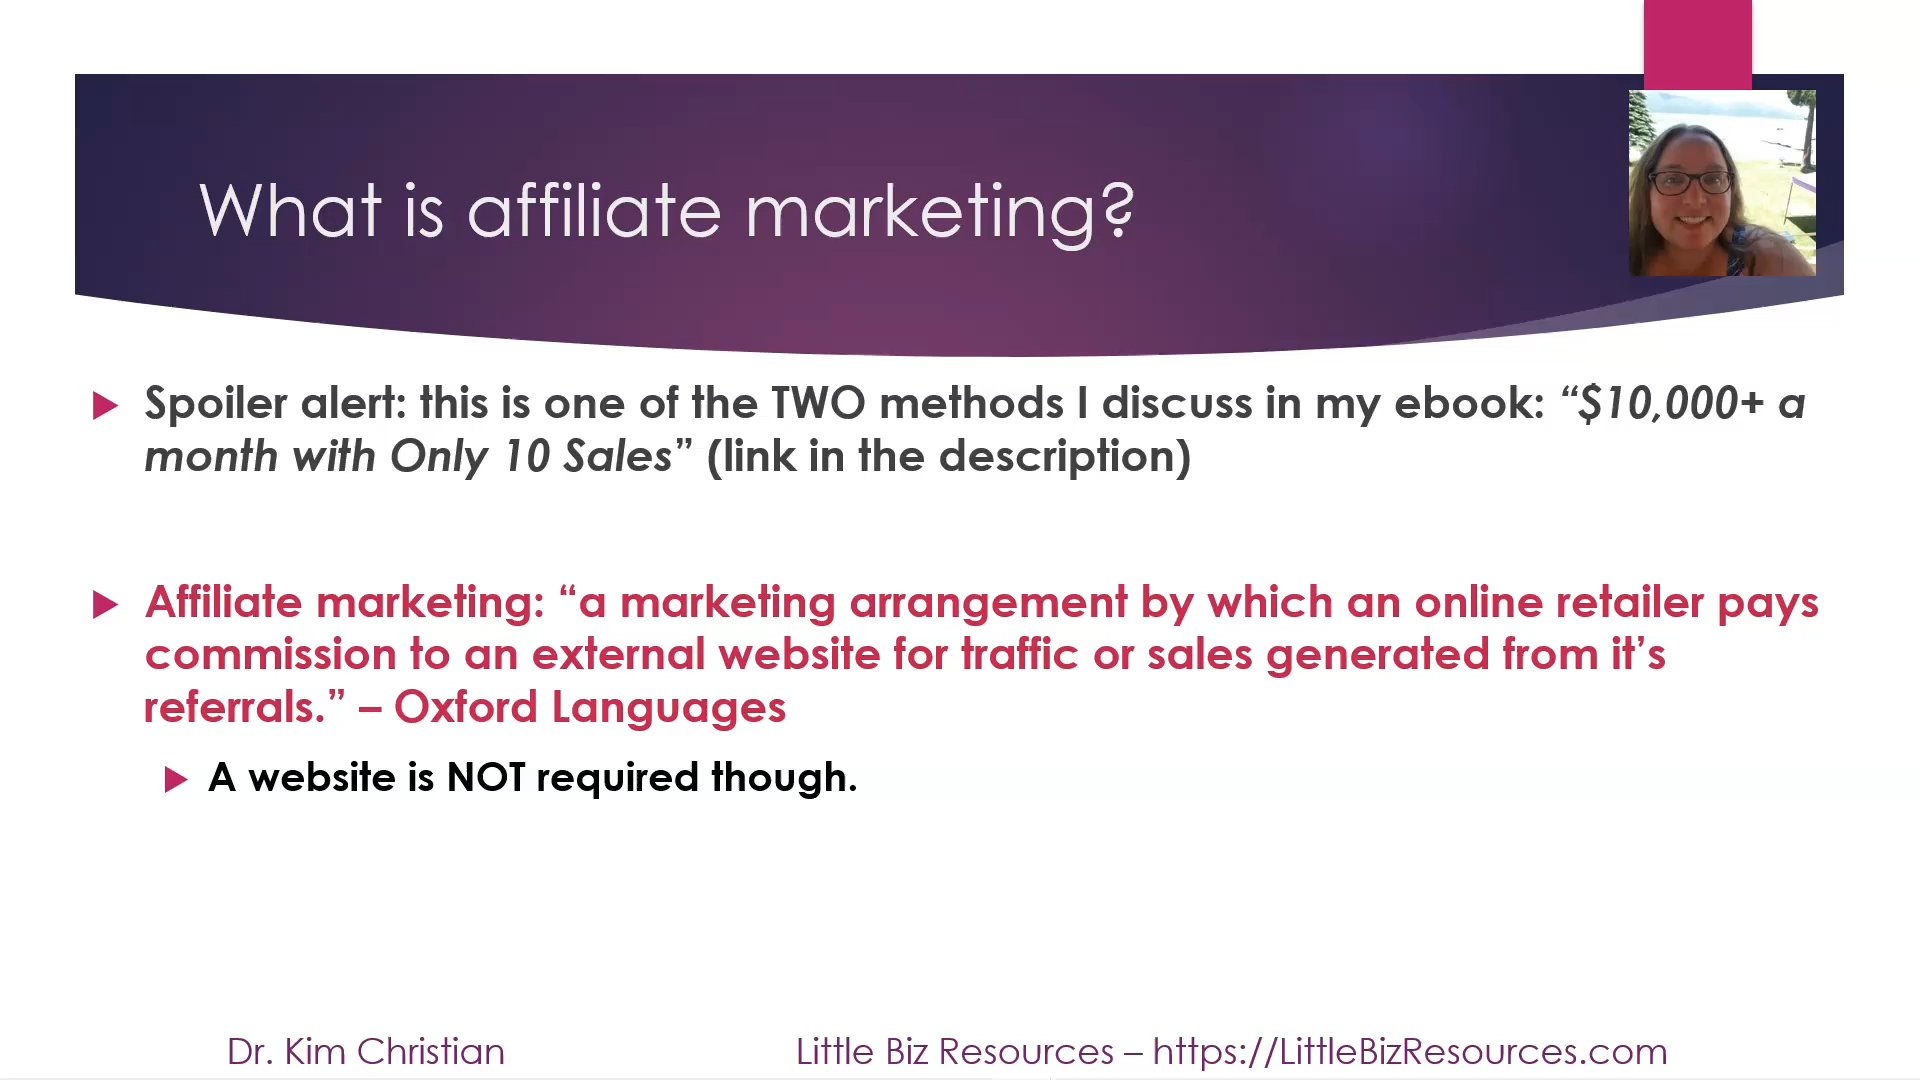 What is affiliate marketing?
Spoiler alert: this is one of the TWO methods I discuss in my ebook: “$10,000+ a
month with Only 10 Sales” (link in the description)
Affiliate marketing: “a marketing arrangement by which an online retailer pays
commission to an external website for traffic or sales generated from it’s
referrals.” – Oxford Languages
A website is NOT required though.
Dr. Kim Christian
Little Biz Resources – https://LittleBizResources.com